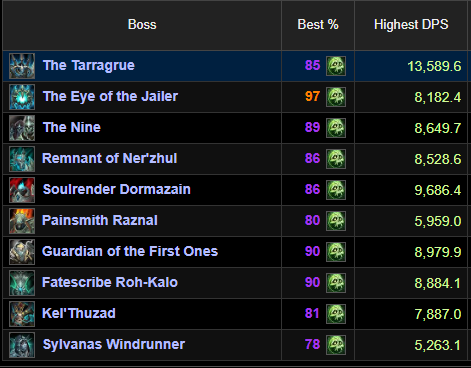 Boss Best % Highest DPS
The Tarragrue 85 13,589.6
The Eye of the Jailer 97 8,182.4
The Nine 89 8,649.7
Remnant of Ner'zhul 86 8,528.6
Soulrender Dormazain 86 9,686.4
Painsmith Raznal 80 5,959.0
Guardian of the First Ones 90 8,979.9
Fatescribe Roh-Kalo 90 8,884.1
Kel'Thuzad 81 7,887.0
Sylvanas Windrunner 78 5,263.1